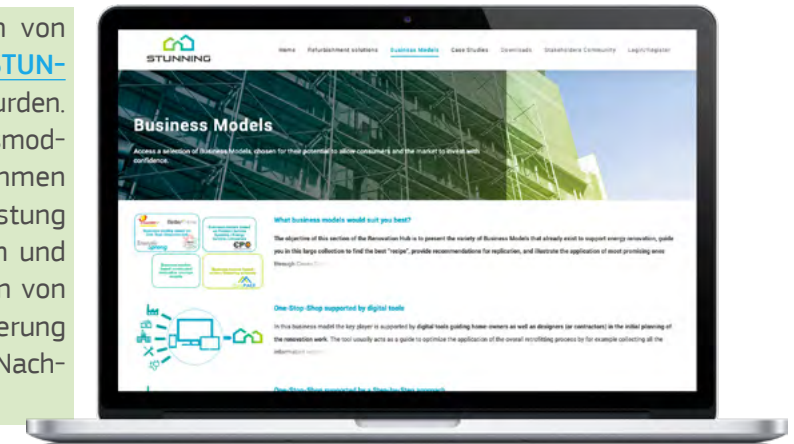 n von
STUN-
urden.
smod-
hmen
istung
n und
n von
erung
Nach-
STUNNING
Home Refurbishment solutions Business Models Case Studies Downloads Stakeholders Community Login/Register
Business Models
Access a selection of Business Models, chosen for their potential to allow consumers and the market to invest with
confidence.
What business models would suit you best?
The objective of this section of the Renovation Hub is to present the variety of Business Models that already exist to support energy renovation, guide
you in this large collection to find the best "recipe", provide recommendations for replication, and illustrate the application of most promising ones
through
One-Stop-Shop supported by digital tools
In this business model the key player is supported by digital tools guiding home-owners as well as designers (or contractors) in the initial planning of
the renovation work. The tool usually acts as a guide to optimize the application of the overall retrofitting process by for example collecting all the
information
One-Stop-Shop supported by a Step-by-Step approach